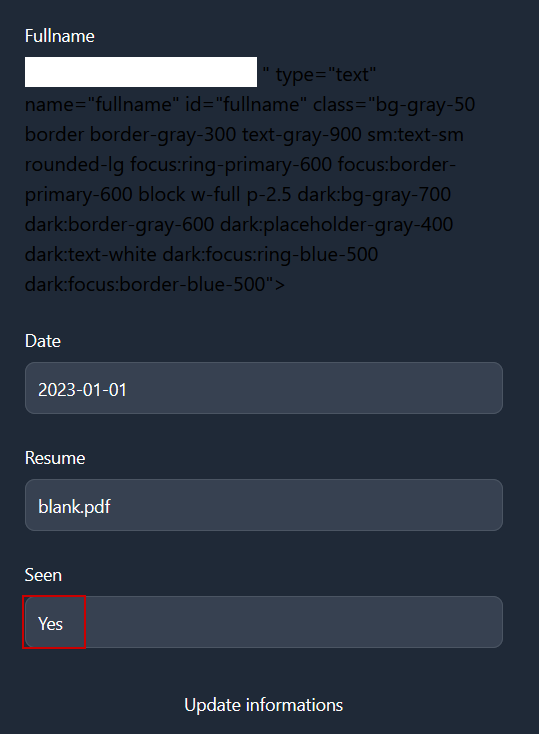 Fullname
" type="text"
name="fullname" id="fullname" class="bg-gray-50
border border-gray-300 text-gray-900 sm:text-sm
rounded-lg focus:ring-primary-600 focus:border-
primary-600 block w-full p-2.5 dark:bg-gray-700
dark:border-gray-600 dark:placeholder-gray-400
dark:text-white dark:focus:ring-blue-500
dark:focus:border-blue-500">
Date
2023-01-01
Resume
blank.pdf
Seen
Yes
Update informations